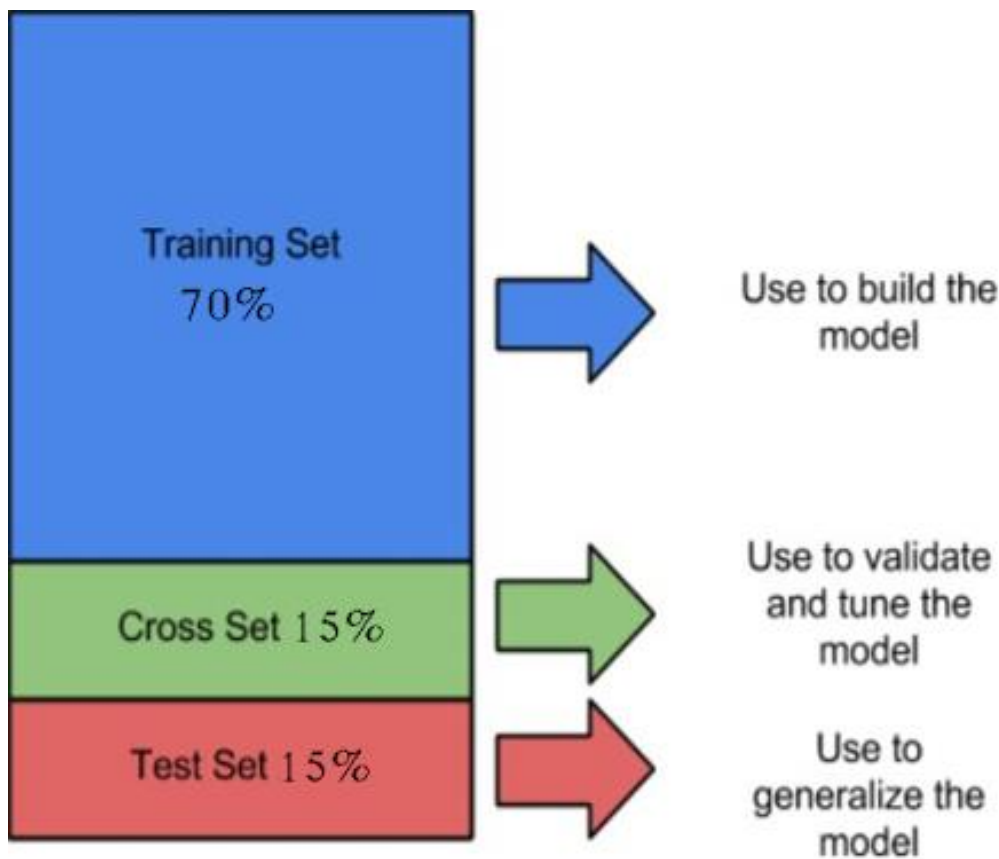 Training Set
70%
Use to build the
model
Cross Set 15%
Use to validate
and tune the
model
Test Set 15%
Use to
generalize the
model